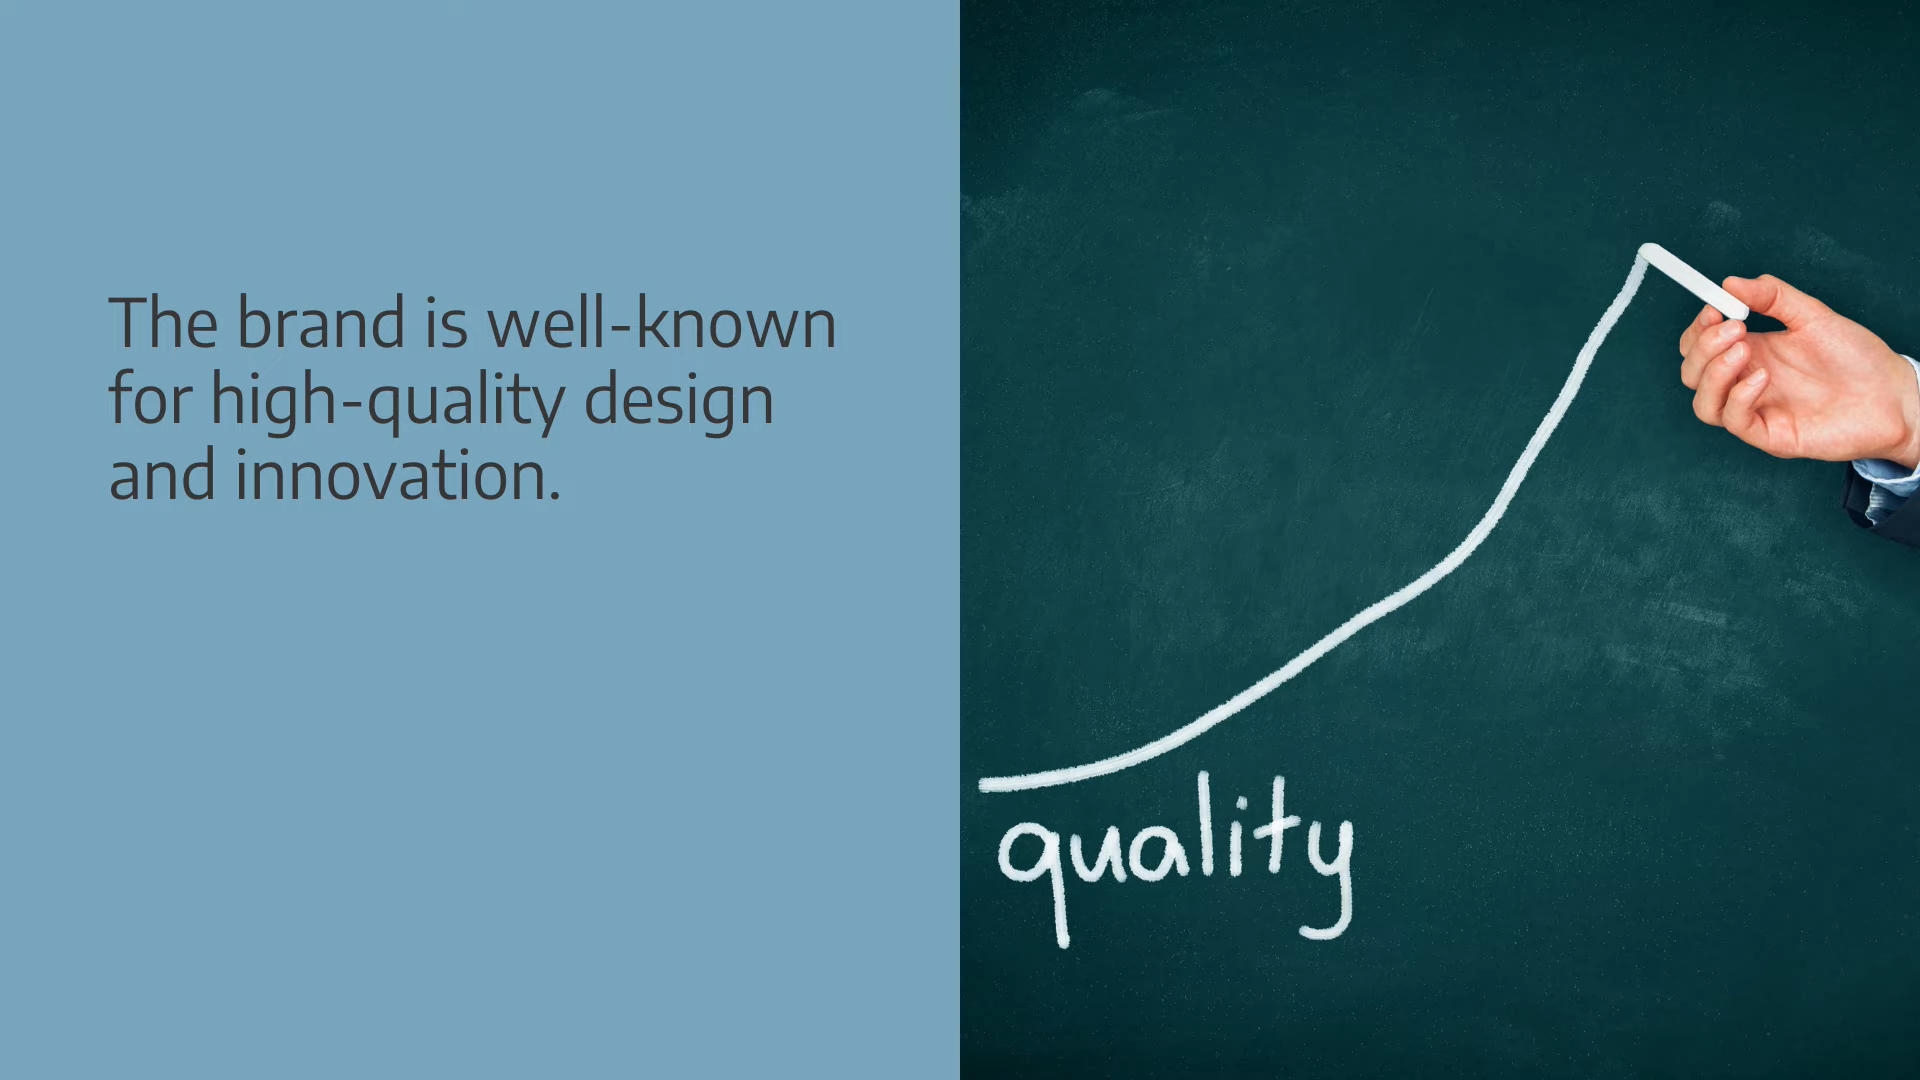 The brand is well-known
for high-quality design
and innovation.
quality